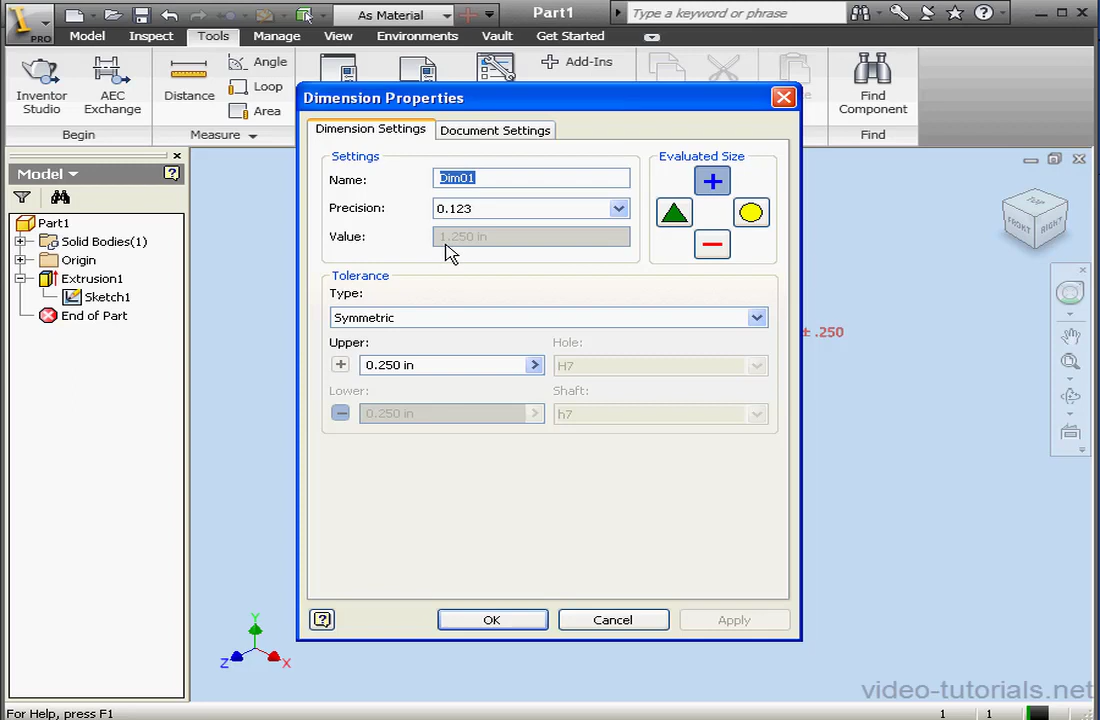 As Material
Part1
Type a keyword or phrase
PRO
Model Inspect Tools Manage View Environments Vault Get Started
Inventor Studio
AEC Exchange
Distance
Angle
Loop
Area
Add-Ins
Find Component
Begin
Measure
Find
Model
Part1
Solid Bodies(1)
Origin
Extrusion1
Sketch1
End of Part
Dimension Properties
Dimension Settings
Document Settings
Settings
Name: Dim01
Precision: 0.123
Value: 1.250 in
Evaluated Size
Tolerance
Type:
Symmetric
Upper:
0.250 in
Hole:
H7
Lower:
0.250 in
Shaft:
h7
OK
Cancel
Apply
± .250
TOP
FRONT
RIGHT
Y
Z
X
video-tutorials.net
For Help, press F1
1 1